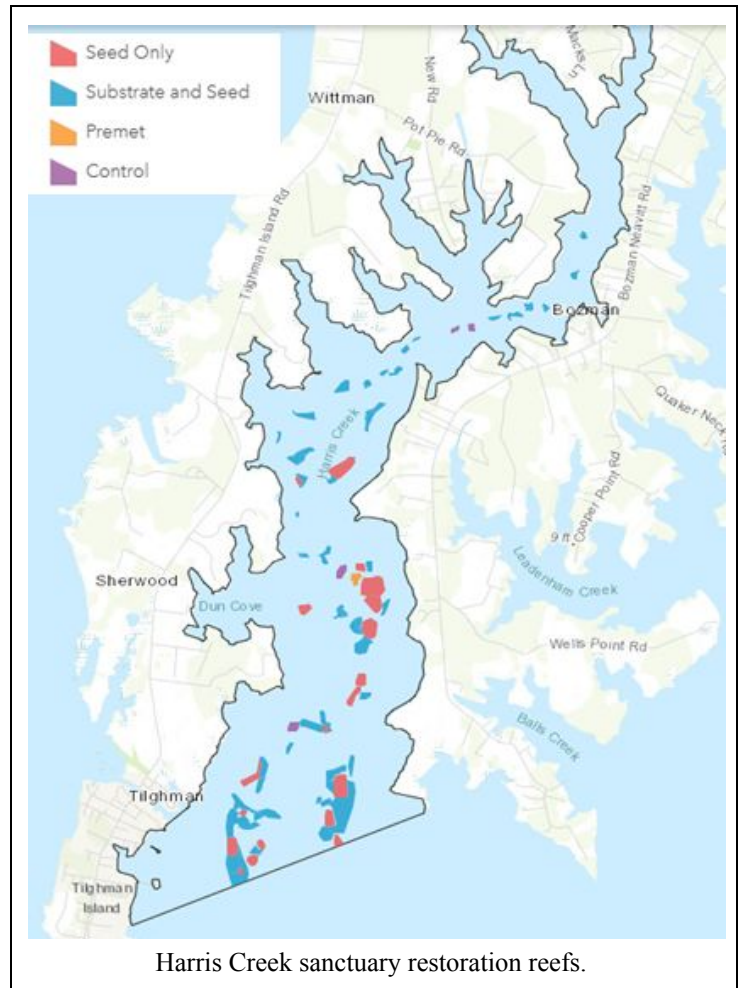 Seed Only
Substrate and Seed
Premet
Control
Wittman
New Rd
Macks Ln
Pot Pie Rd
Tilghman Island Rd
Bozman Neavitt Rd
Bozman
Harris Creek
Quaker Neck R
Cooper Point Rd
9 ft
Leadenham Creek
Sherwood
Dun Cove
Wells Point Rd
Balls Creek
Tilghman
Tilghman
Island
Harris Creek sanctuary restoration reefs.